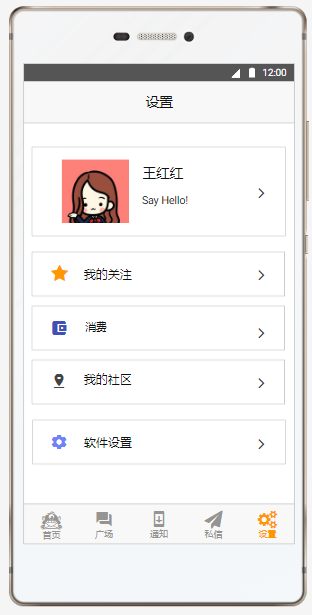 12:00
设置
王红红
Say Hello!
我的关注
消费
我的社区
软件设置
首页 广场 通知 私信 设置